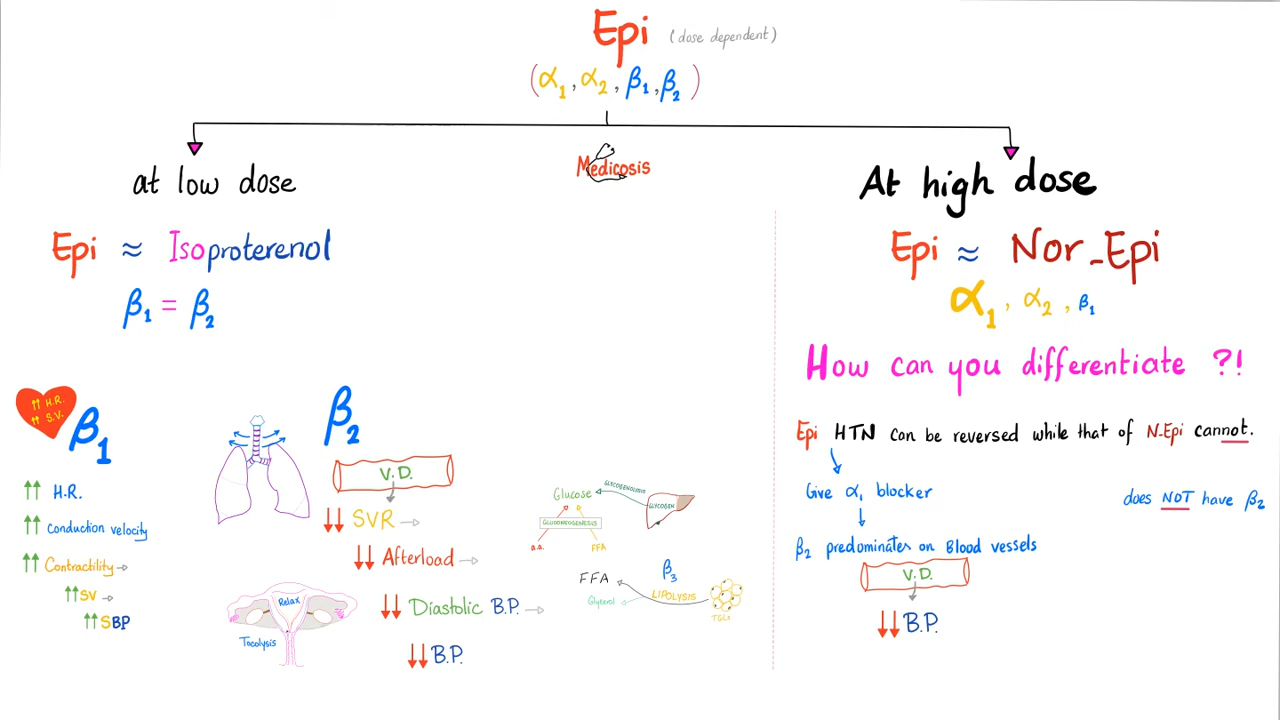 Epi (dose dependent)
(α1, α2, β1, β2)
Medicosis
at low dose
Epi ≈ Isoproterenol
β1 = β2
↑↑ H.R.
↑↑ S.V.
β1
↑↑ H.R.
↑↑ Conduction velocity
↑↑ Contractility →
↑↑ SV →
↑↑ SBP
β2
V.D.
↓↓ SVR →
↓↓ Afterload →
↓↓ Diastolic B.P. →
↓↓ B.P.
Relax
Tocolysis
Glucose
GLYCOGENOLYSIS
GLYCOGEN
GLUCONEOGENESIS
a.a.
FFA
β3
FFA
LIPOLYSIS
Glycerol
TGLs
At high dose
Epi ≈ Nor-Epi
α1, α2, β1
How can you differentiate ?!
Epi HTN can be reversed while that of N-Epi cannot.
Give α1 blocker
does NOT have β2
β2 predominates on Blood vessels
V.D.
↓↓ B.P.